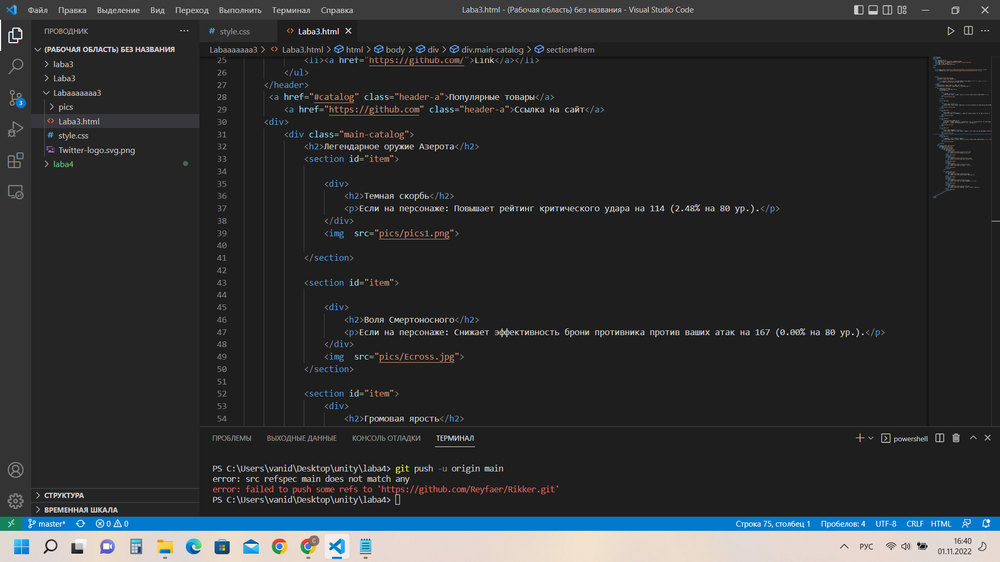 Файл Правка Выделение Вид Переход Выполнить Терминал Справка
Laba3.html - (Рабочая область) без названия - Visual Studio Code
ПРОВОДНИК
(РАБОЧАЯ ОБЛАСТЬ) БЕЗ НАЗВАНИЯ
laba3
Laba3
Labaaaaaaa3
pics
Laba3.html
style.css
Twitter-logo.svg.png
laba4
3
СТРУКТУРА
ВРЕМЕННАЯ ШКАЛА
style.css
Laba3.html
Labaaaaaaa3 > Laba3.html > html > body > div > div.main-catalog > section#item
25 <li><a href="https://github.com/">Link</a></li>
26 </ul>
27 </header>
28 <a href="#catalog" class="header-a">Популярные товары</a>
29 <a href="https://github.com" class="header-a">Ссылка на сайт</a>
30 <div>
31 <div class="main-catalog">
32 <h2>Легендарное оружие Азерота</h2>
33 <section id="item">
34
35 <div>
36 <h2>Темная скорбь</h2>
37 <p>Если на персонаже: Повышает рейтинг критического удара на 114 (2.48% на 80 ур.).</p>
38 </div>
39 <img  src="pics/pics1.png">
40
41 </section>
42
43 <section id="item">
44
45 <div>
46 <h2>Воля Смертоносного</h2>
47 <p>Если на персонаже: Снижает эффективность брони противника против ваших атак на 167 (0.00% на 80 ур.).</p>
48 </div>
49 <img  src="pics/Ecross.jpg">
50 </section>
51
52 <section id="item">
53 <div>
54 <h2>Громовая ярость</h2>
ПРОБЛЕМЫ ВЫХОДНЫЕ ДАННЫЕ КОНСОЛЬ ОТЛАДКИ ТЕРМИНАЛ
powershell
PS C:\Users\vanid\Desktop\unity\laba4> git push -u origin main
error: src refspec main does not match any
error: failed to push some refs to 'https://github.com/Reyfaer/Rikker.git'
PS C:\Users\vanid\Desktop\unity\laba4>
master* 0 0
Строка 75, столбец 1 Пробелов: 4 UTF-8 CRLF HTML
C
РУС
16:40
01.11.2022